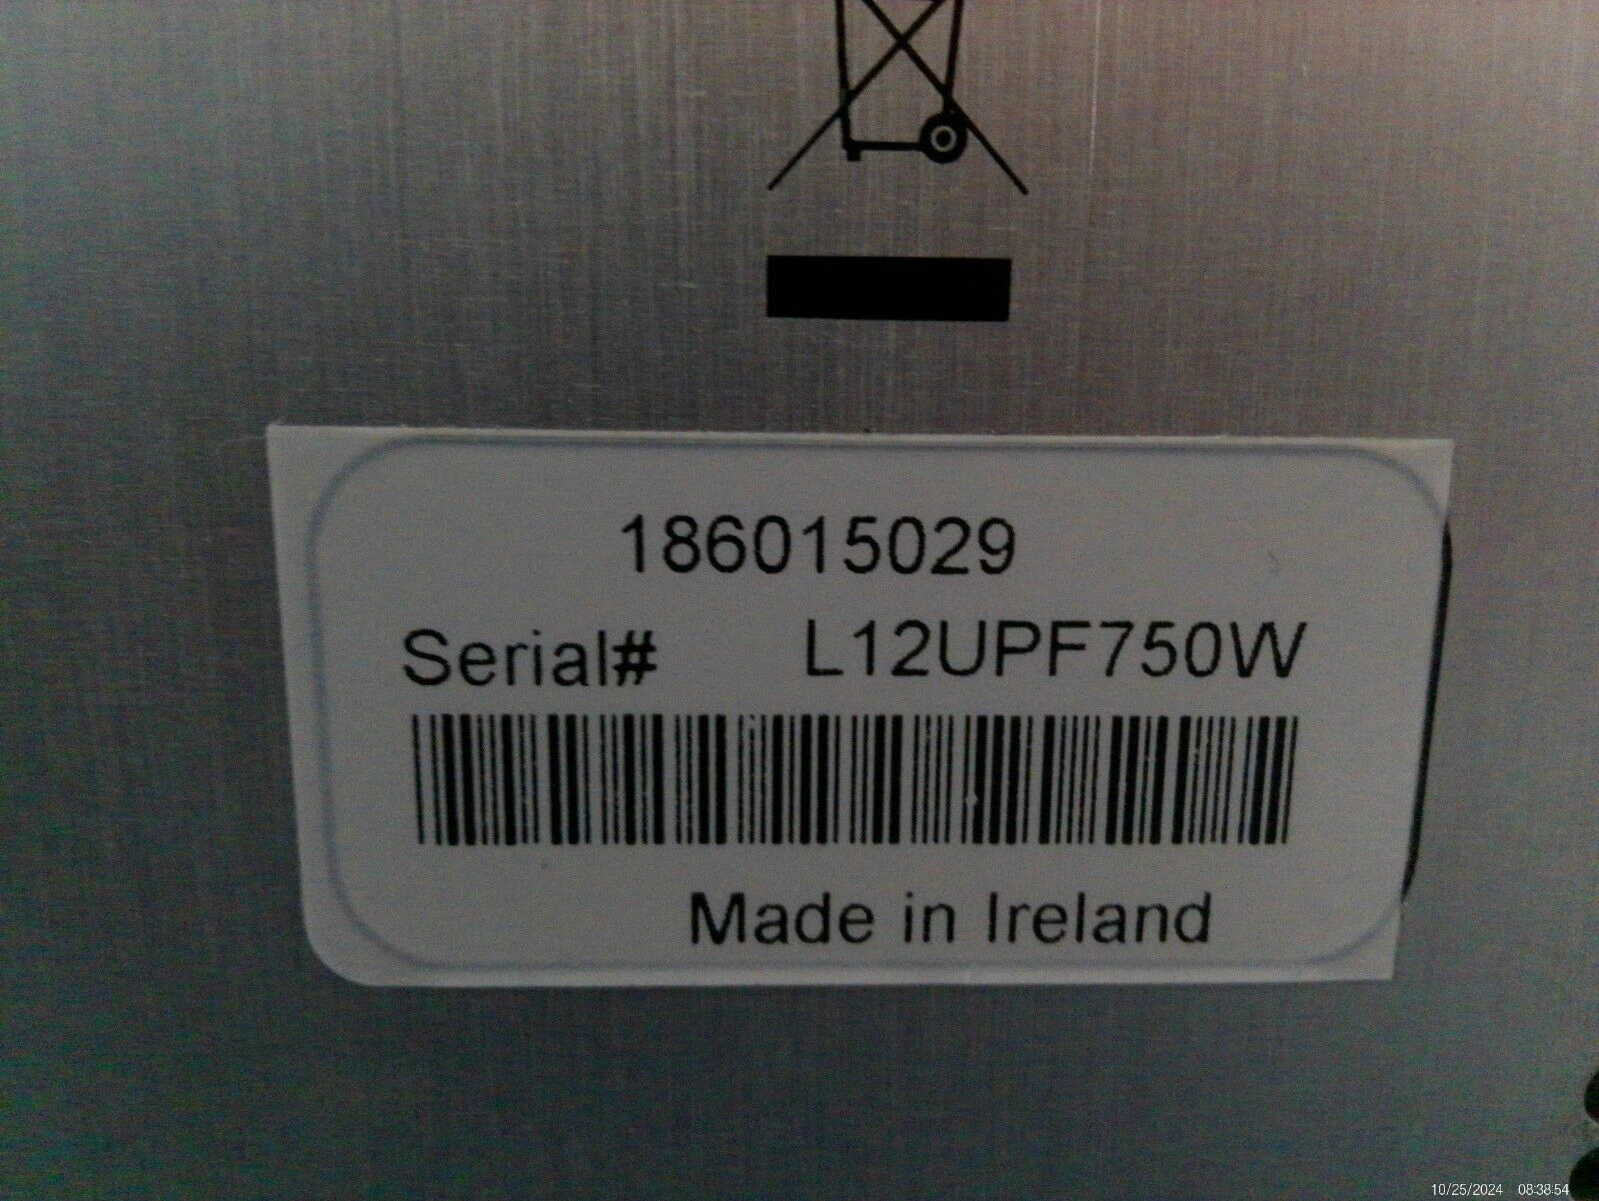 186015029
Serial# L12UPF750W
Made in Ireland
10/25/2024 08:38:54